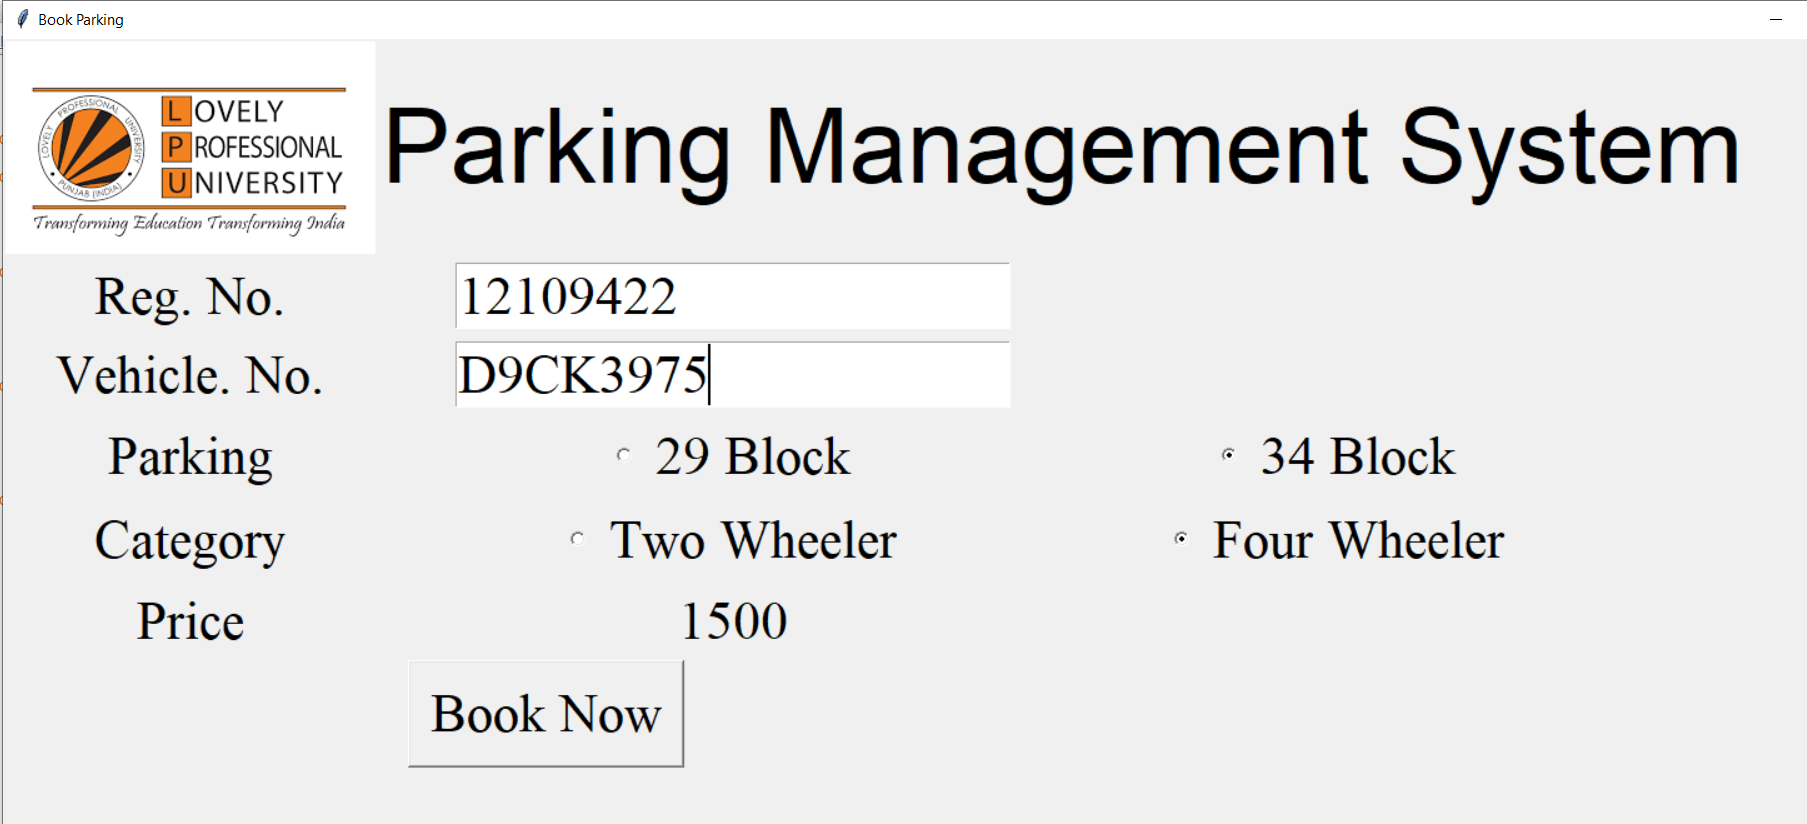 Book Parking
LOVELY
PROFESSIONAL
UNIVERSITY
LOVELY PROFESSIONAL UNIVERSITY
PUNJAB (INDIA)
Transforming Education Transforming India
Parking Management System
Reg. No. 12109422
Vehicle. No. D9CK3975
Parking 29 Block 34 Block
Category Two Wheeler Four Wheeler
Price 1500
Book Now